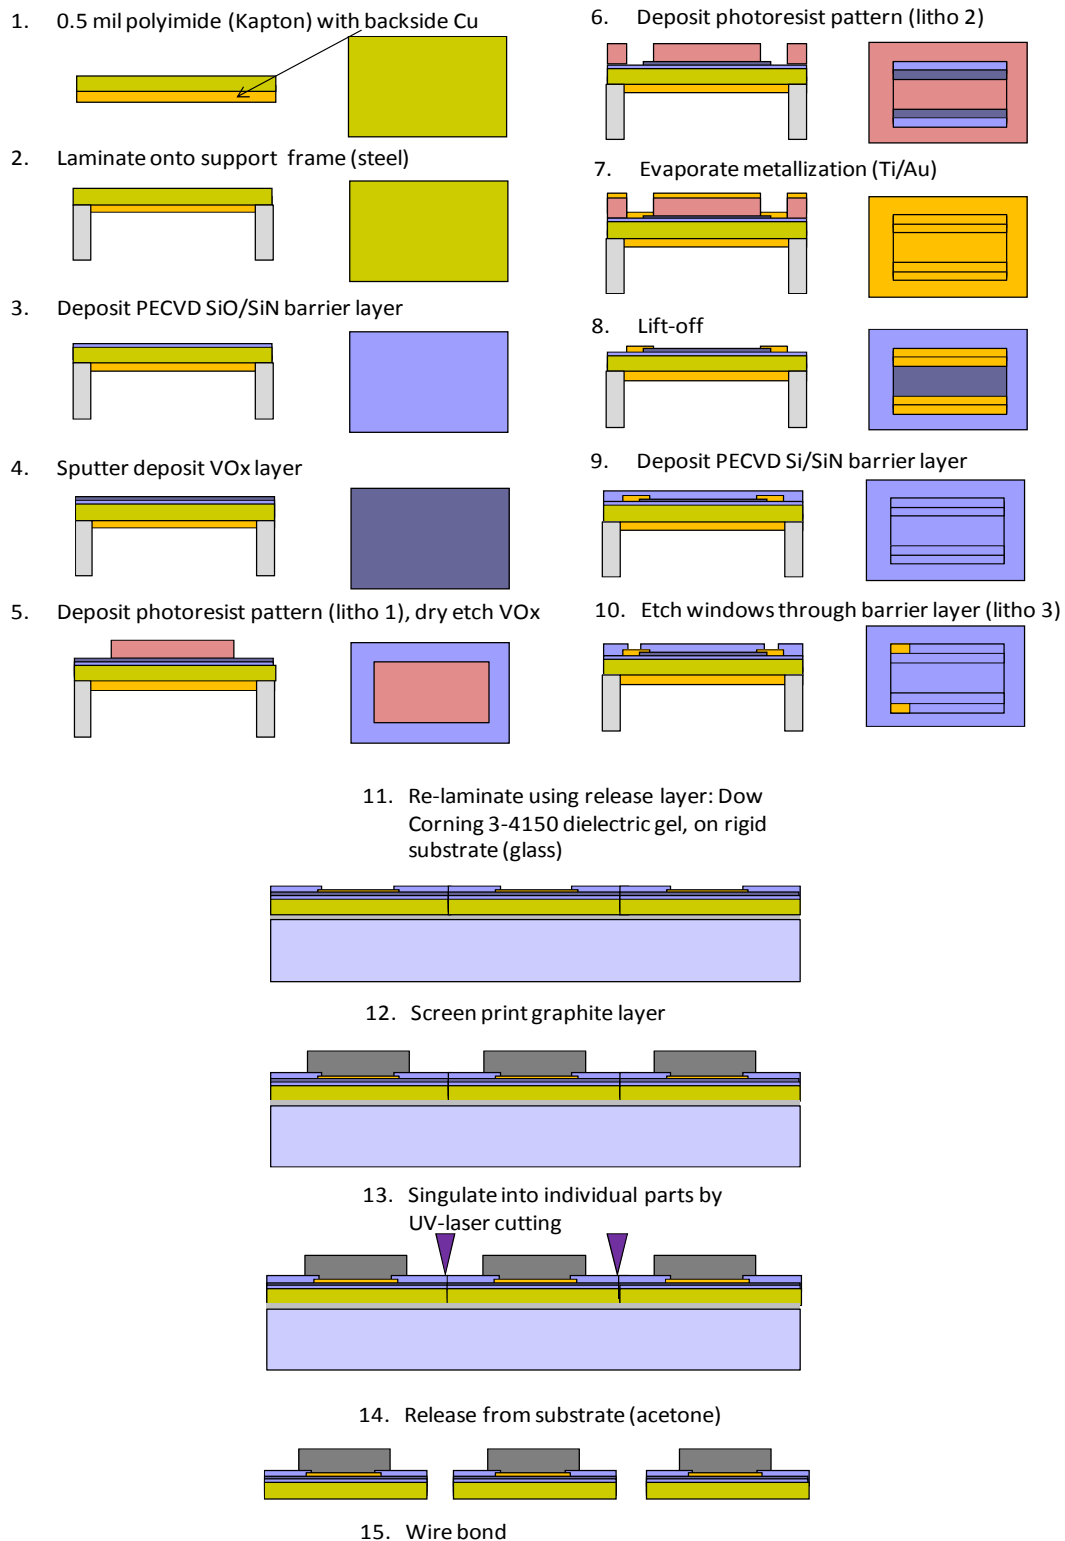 1. 0.5 mil polyimide (Kapton) with backside Cu
2. Laminate onto support frame (steel)
3. Deposit PECVD SiO/SiN barrier layer
4. Sputter deposit VOx layer
5. Deposit photoresist pattern (litho 1), dry etch VOx
6. Deposit photoresist pattern (litho 2)
7. Evaporate metallization (Ti/Au)
8. Lift-off
9. Deposit PECVD Si/SiN barrier layer
10. Etch windows through barrier layer (litho 3)
11. Re-laminate using release layer: Dow
Corning 3-4150 dielectric gel, on rigid
substrate (glass)
12. Screen print graphite layer
13. Singulate into individual parts by
UV-laser cutting
14. Release from substrate (acetone)
15. Wire bond